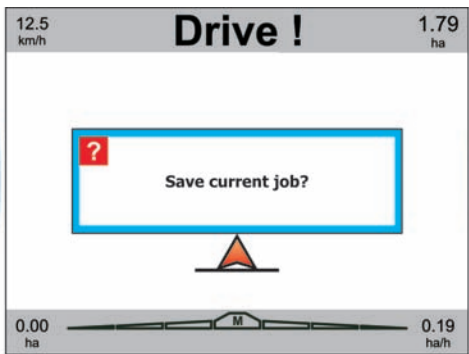 12.5
km/h
Drive !
1.79
ha
?
Save current job?
0.00
ha
M
0.19
ha/h